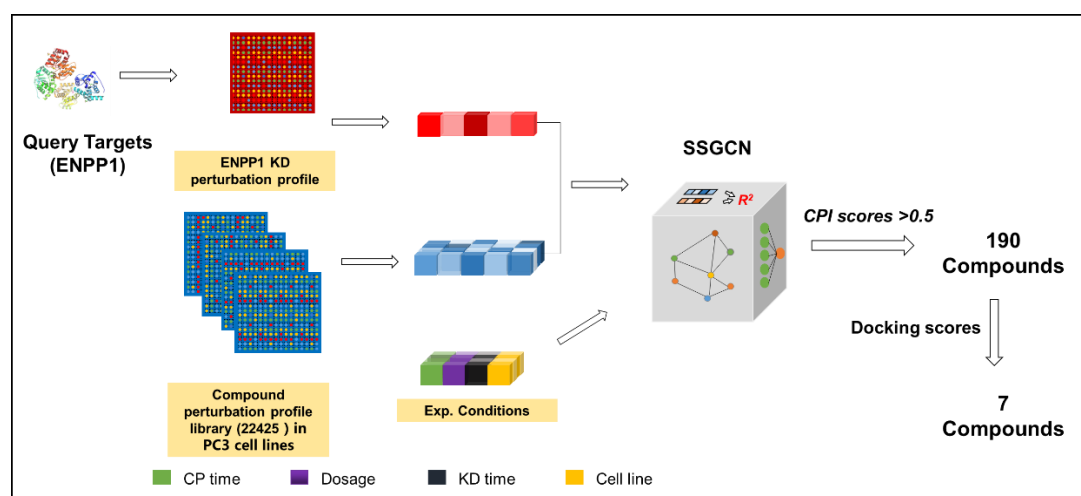 Query Targets
(ENPP1)
ENPP1 KD
perturbation profile
SSGCN
R²
CPI scores >0.5
190
Compounds
Docking scores
7
Compounds
Compound
perturbation profile
library (22425 ) in
PC3 cell lines
Exp. Conditions
CP time
Dosage
KD time
Cell line